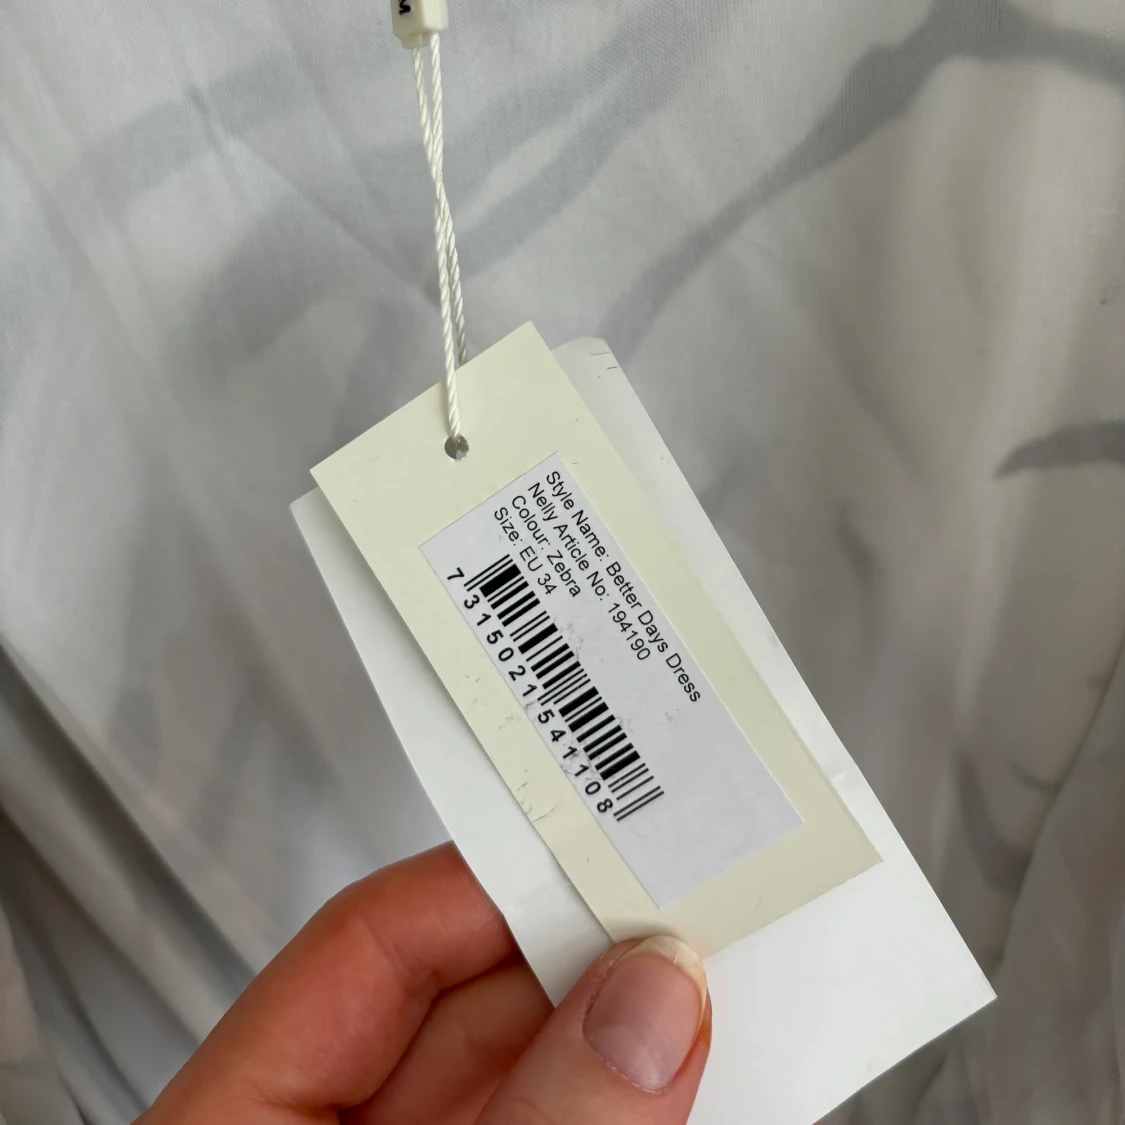 M
Style Name: Better Days Dress
Nelly Article No: 194190
Colour: Zebra
Size: EU 34
7315021541108